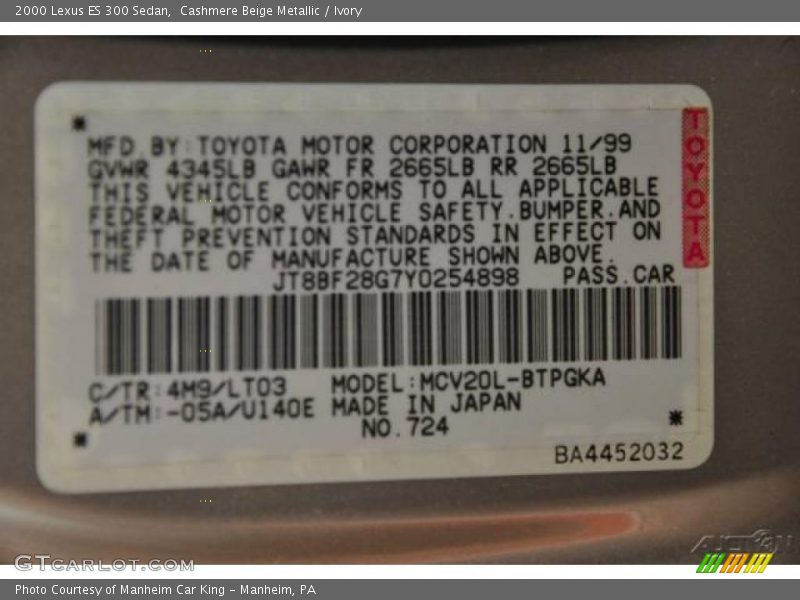 2000 Lexus ES 300 Sedan,  Cashmere Beige Metallic / Ivory
MFD. BY: TOYOTA MOTOR CORPORATION 11/99
GVWR 4345LB GAWR FR 2665LB RR 2665LB
THIS VEHICLE CONFORMS TO ALL APPLICABLE
FEDERAL MOTOR VEHICLE SAFETY.BUMPER.AND
THEFT PREVENTION STANDARDS IN EFFECT ON
THE DATE OF MANUFACTURE SHOWN ABOVE.
JT8BF28G7Y0254898 PASS.CAR
TOYOTA
C/TR:4M9/LT03 MODEL:MCV20L-BTPGKA
A/TM:-05A/U140E MADE IN JAPAN
NO.724
BA4452032
GTCARLOT.COM
Photo Courtesy of Manheim Car King - Manheim, PA